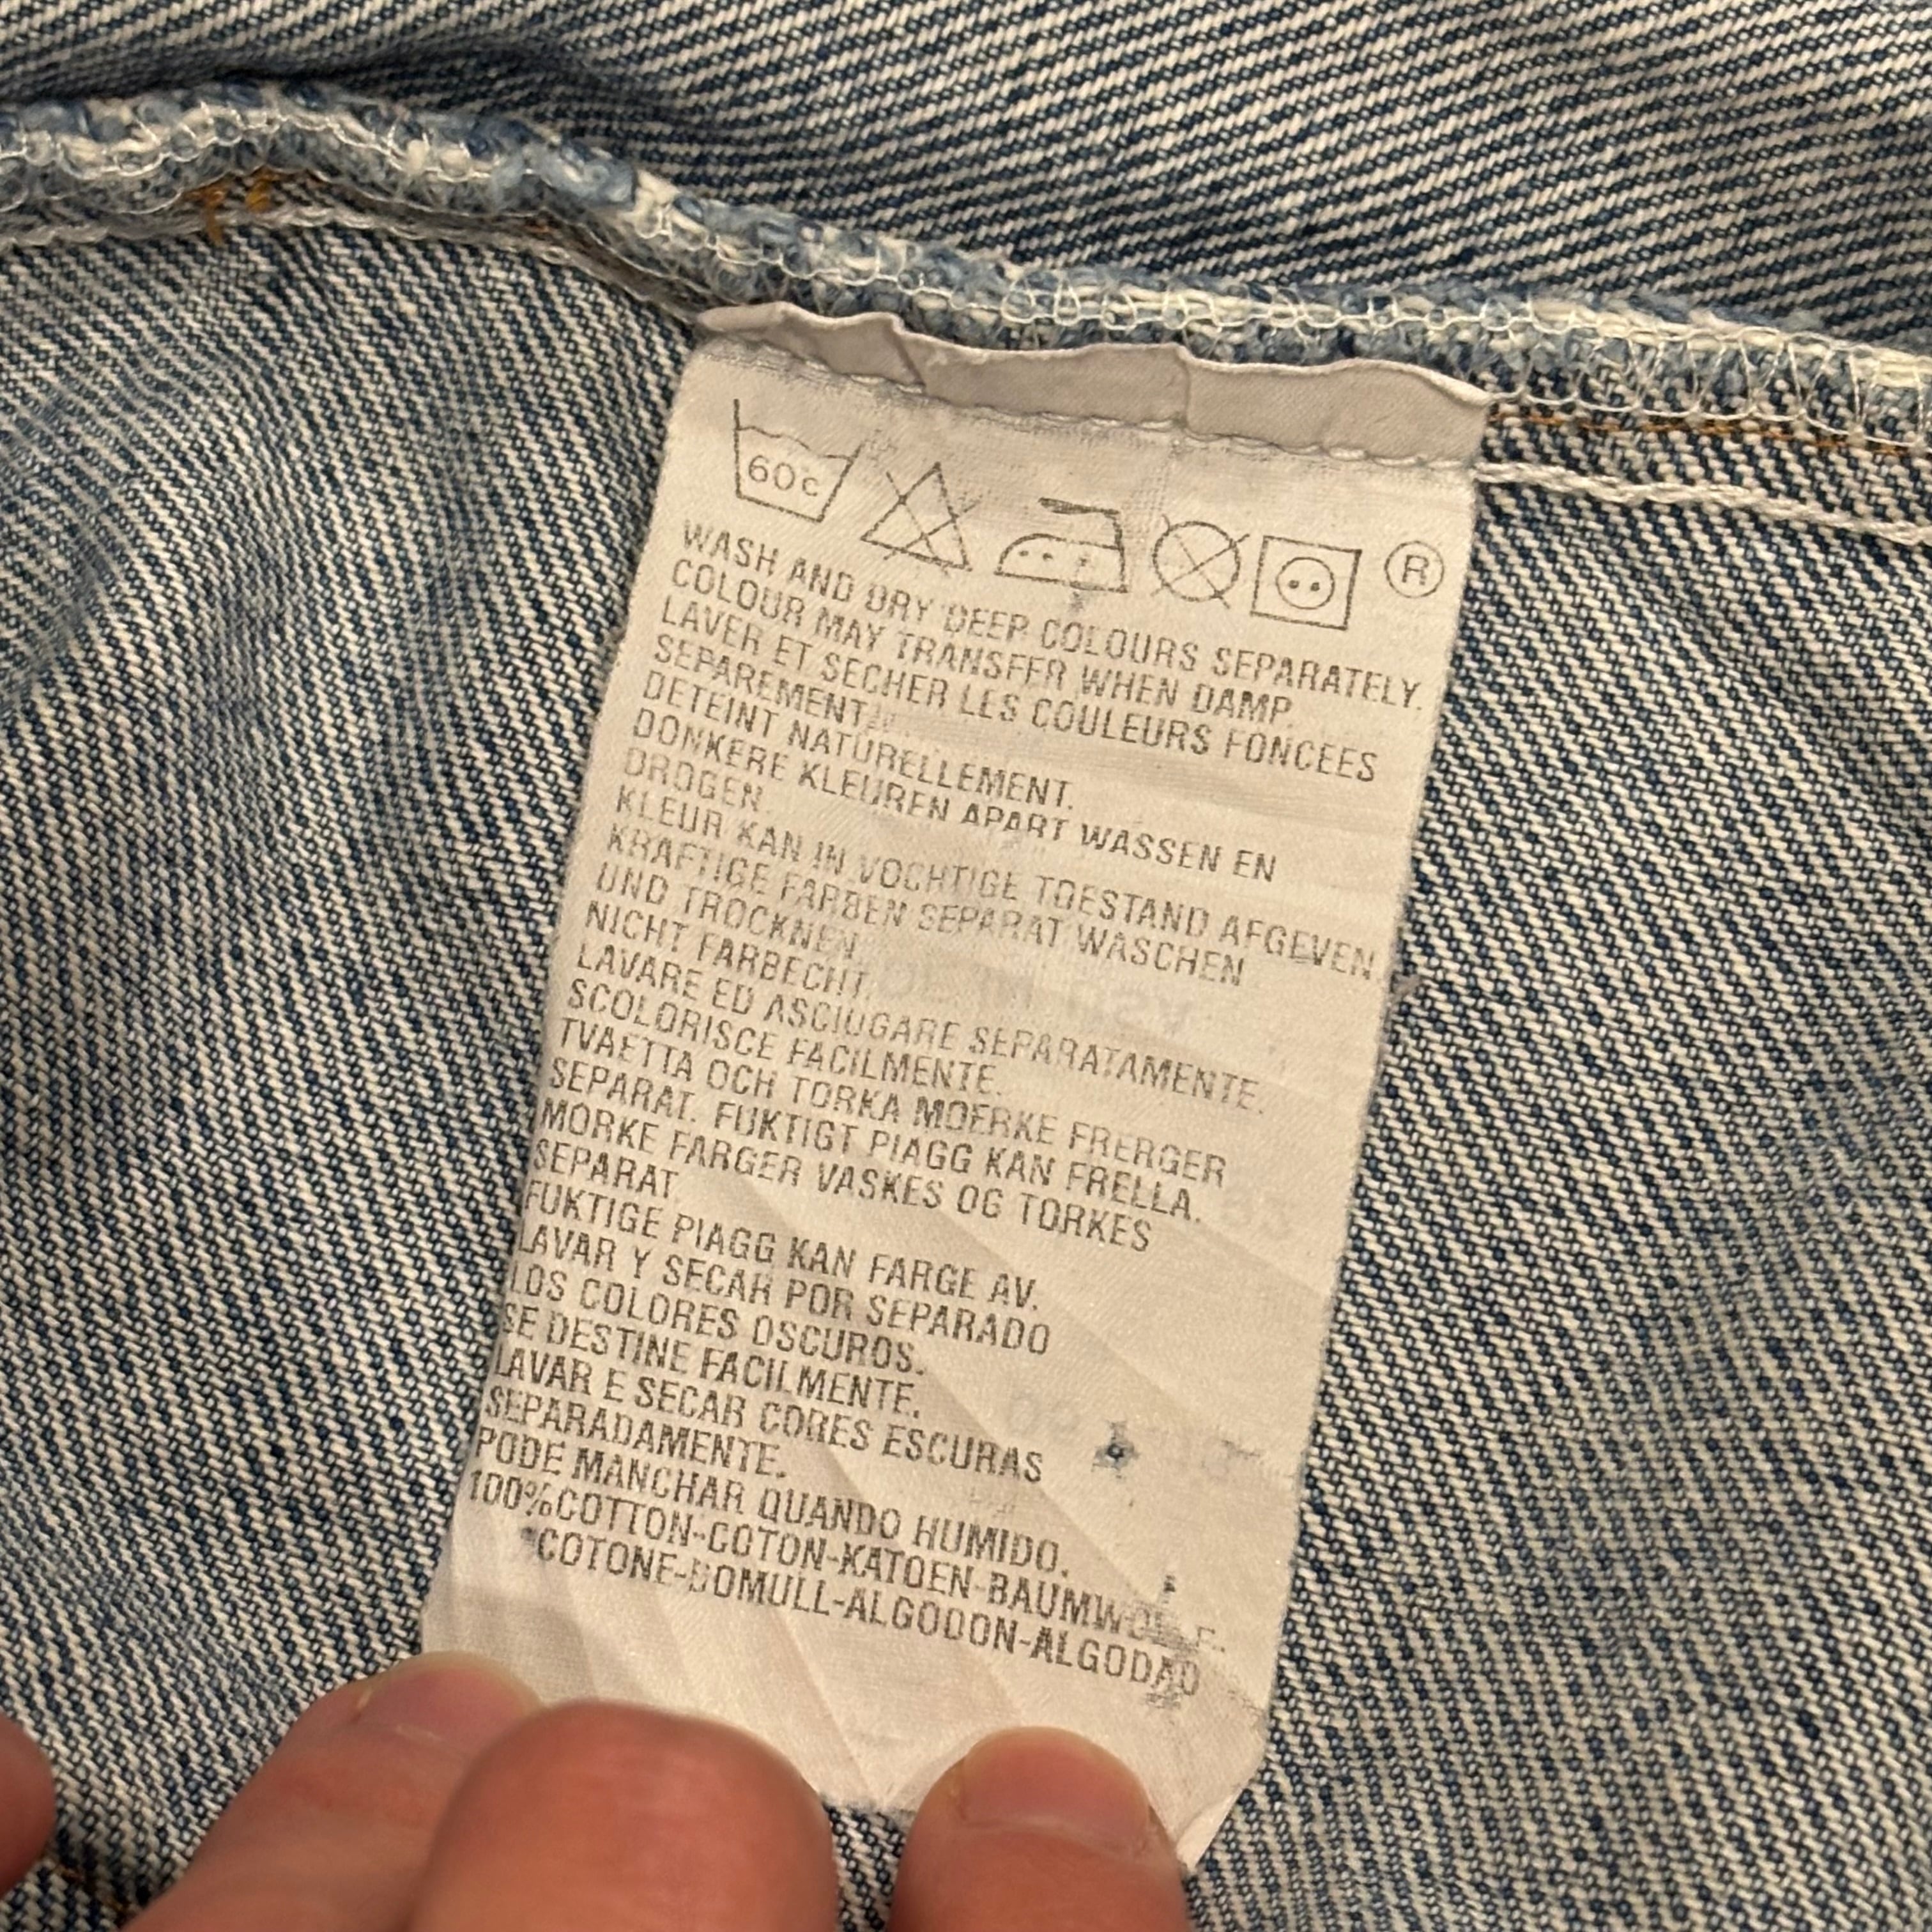 60°c
®
WASH AND DRY DEEP COLOURS SEPARATELY.
COLOUR MAY TRANSFER WHEN DAMP.
LAVER ET SECHER LES COULEURS FONCEES
SEPAREMENT.
DETEINT NATURELLEMENT.
DONKERE KLEUREN APART WASSEN EN
DROGEN.
KLEUR KAN IN VOCHTIGE TOESTAND AFGEVEN
KRAFTIGE FARBEN SEPARAT WASCHEN
UND TROCKNEN.
NICHT FARBECHT.
LAVARE ED ASCIUGARE SEPARATAMENTE.
SCOLORISCE FACILMENTE.
TVAETTA OCH TORKA MOERKE FRERGER
SEPARAT. FUKTIGT PIAGG KAN FRELLA.
MORKE FARGER VASKES OG TORKES
SEPARAT.
FUKTIGE PIAGG KAN FARGE AV.
LAVAR Y SECAR POR SEPARADO
LOS COLORES OSCUROS.
SE DESTINE FACILMENTE.
LAVAR E SECAR CORES ESCURAS
SEPARADAMENTE.
PODE MANCHAR QUANDO HUMIDO.
100%COTTON-COTON-KATOEN-BAUMWOLLE-
COTONE-BOMULL-ALGODON-ALGODAO